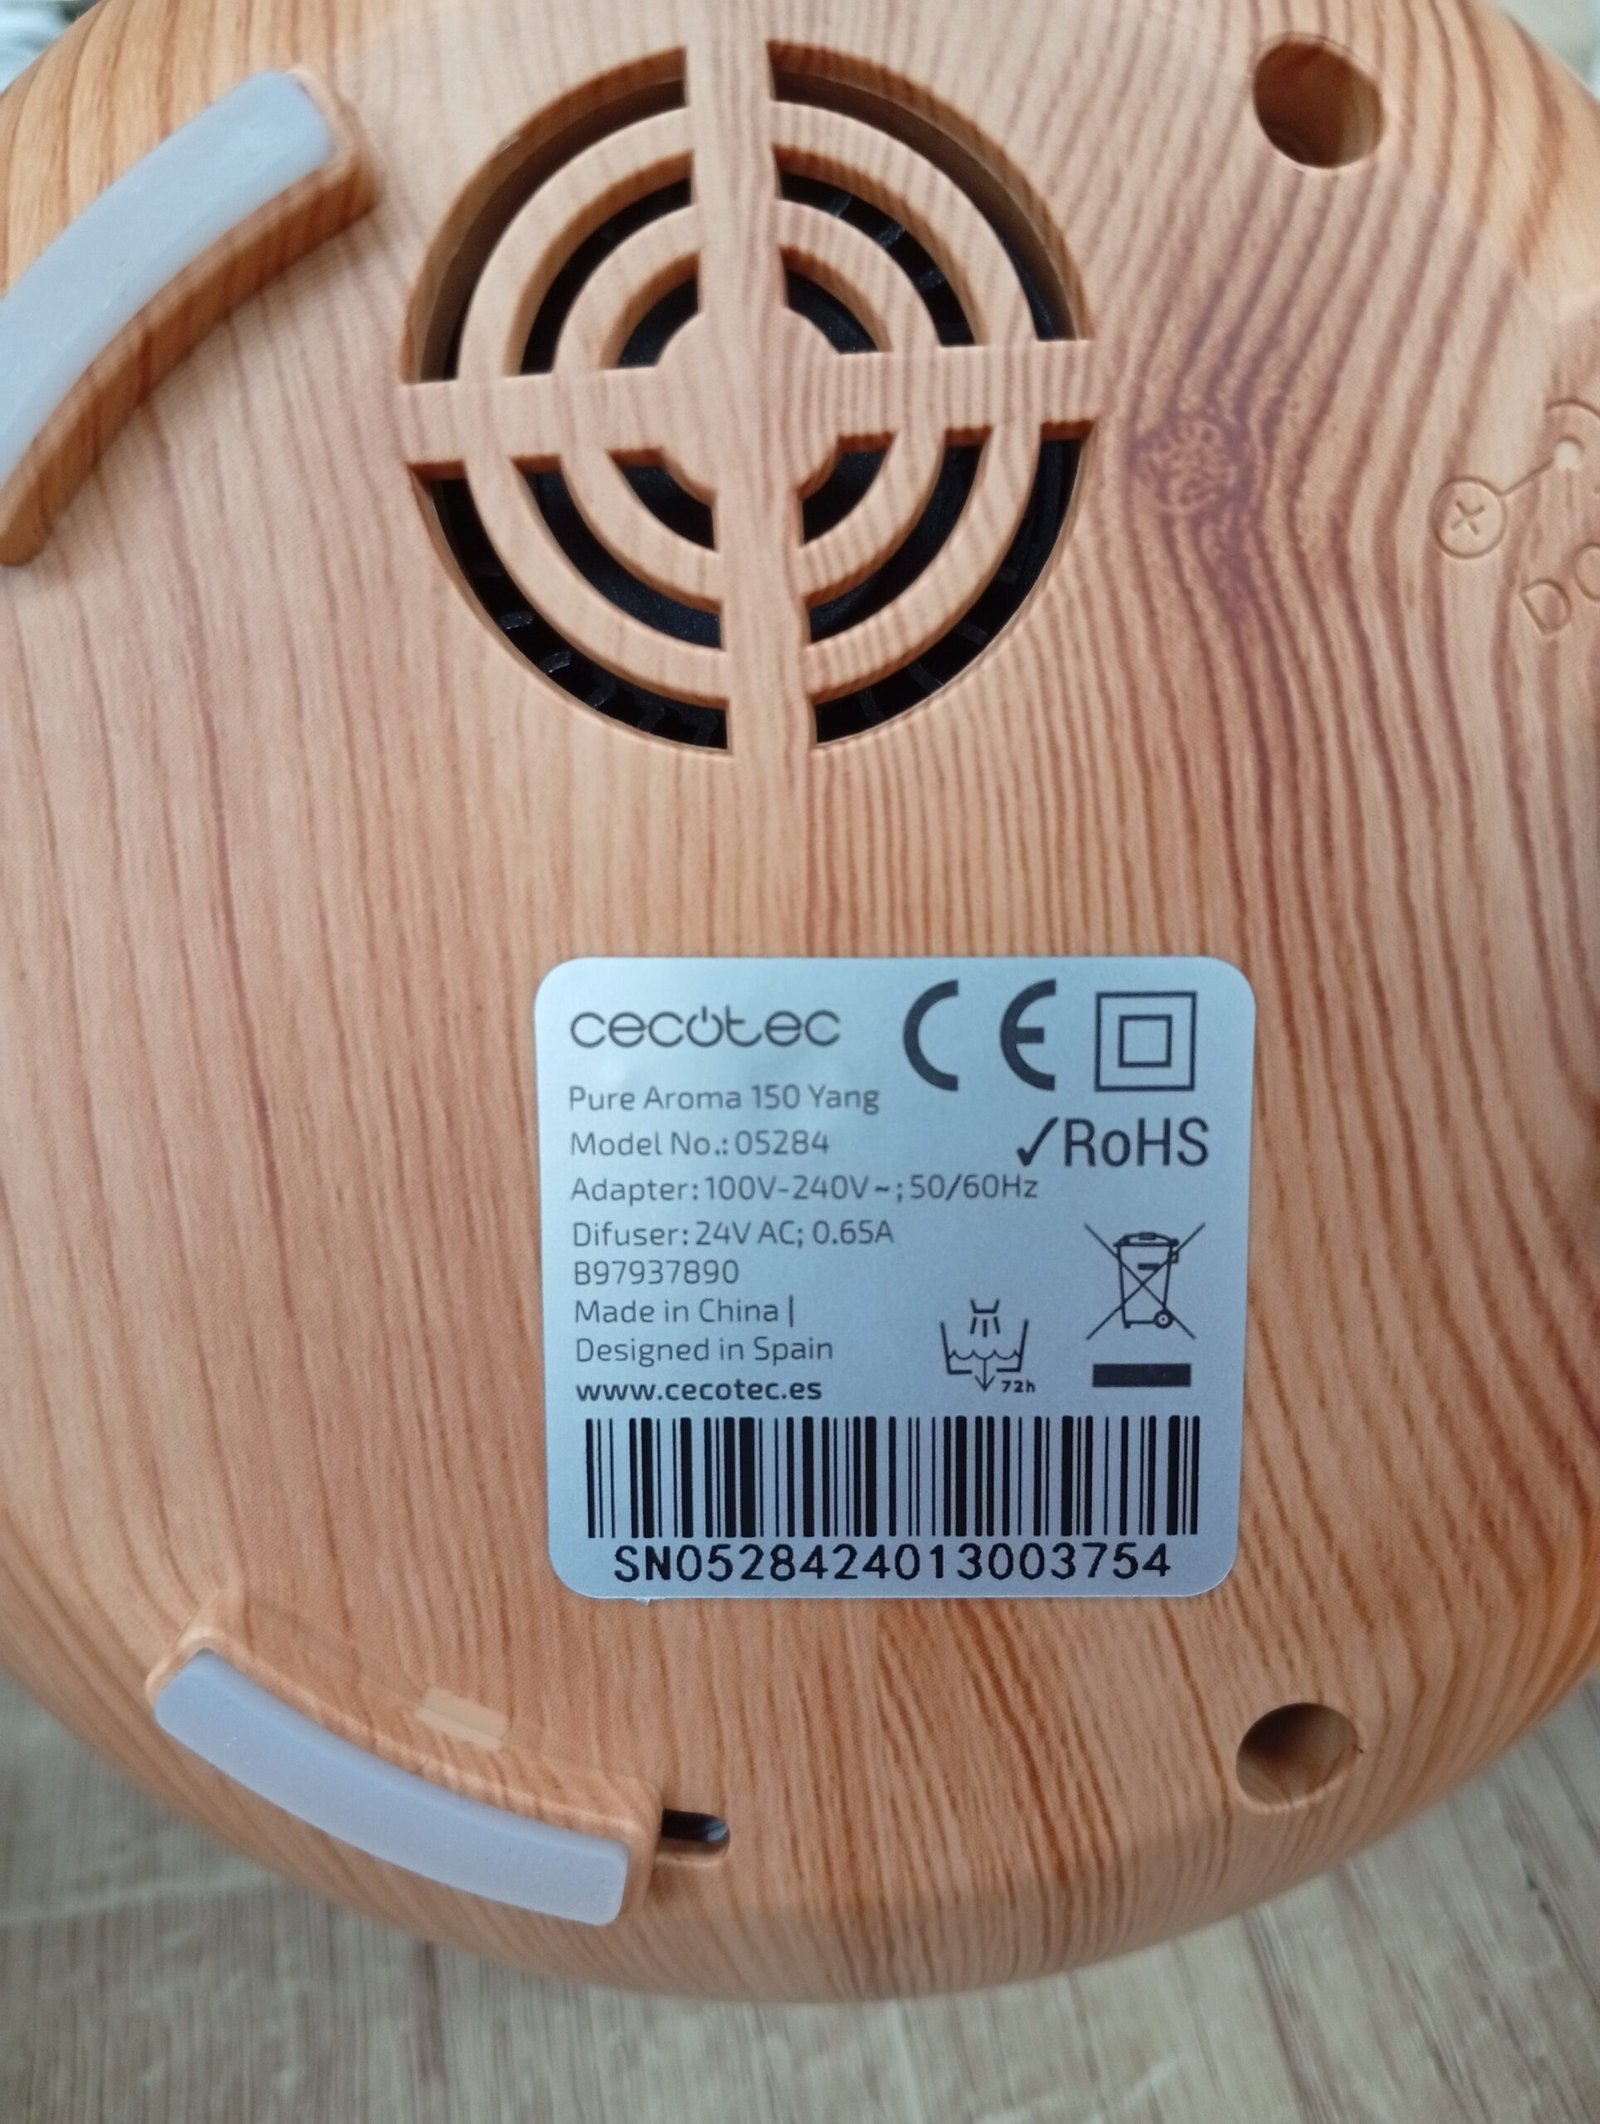 cecotec
CE
Pure Aroma 150 Yang
Model No.: 05284
✓RoHS
Adapter: 100V-240V~; 50/60Hz
Difuser: 24V AC; 0.65A
B97937890
Made in China |
Designed in Spain
72h
www.cecotec.es
SN0528424013003754